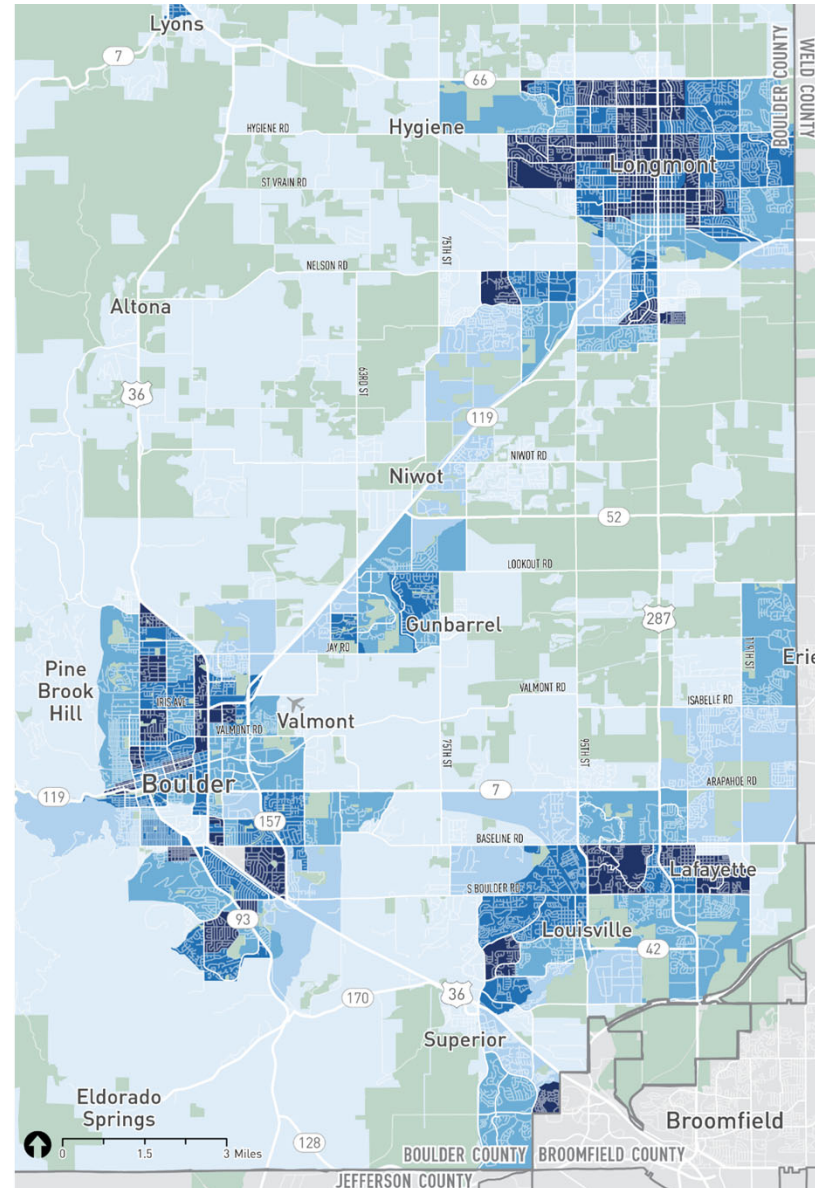 Lyons
7
66
BOULDER COUNTY
WELD COUNTY
HYGIENE RD
Hygiene
Longmont
ST VRAIN RD
75TH ST
NELSON RD
Altona
36
63RD ST
119
NIWOT RD
Niwot
52
LOOKOUT RD
287
Gunbarrel
JAY RD
119TH ST
Erie
Pine
Brook
Hill
IRIS AVE
VALMONT RD
ISABELLE RD
Valmont
VALMONT RD
75TH ST
95TH ST
Boulder
ARAPAHOE RD
119
7
157
BASELINE RD
Lafayette
S BOULDER RD
93
Louisville
42
170
36
Superior
Eldorado
Springs
Broomfield
0
1.5
3 Miles
128
BOULDER COUNTY
BROOMFIELD COUNTY
JEFFERSON COUNTY